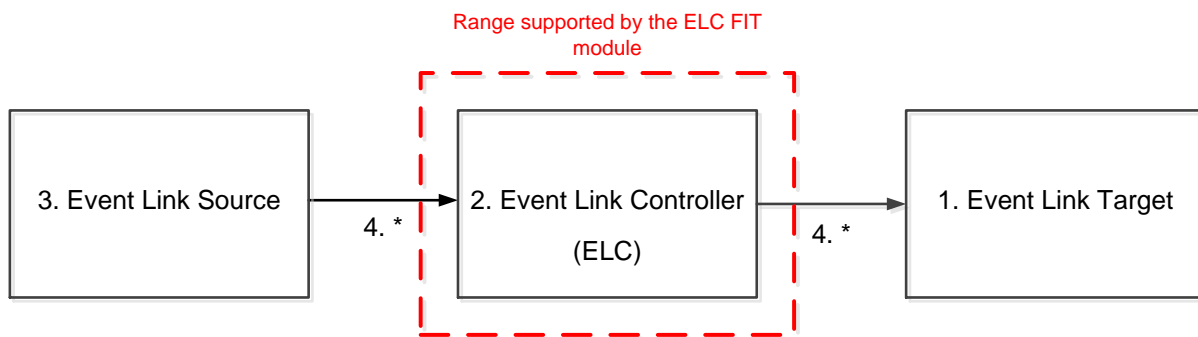 Range supported by the ELC FIT
module
3. Event Link Source
4. *
2. Event Link Controller
(ELC)
4. *
1. Event Link Target